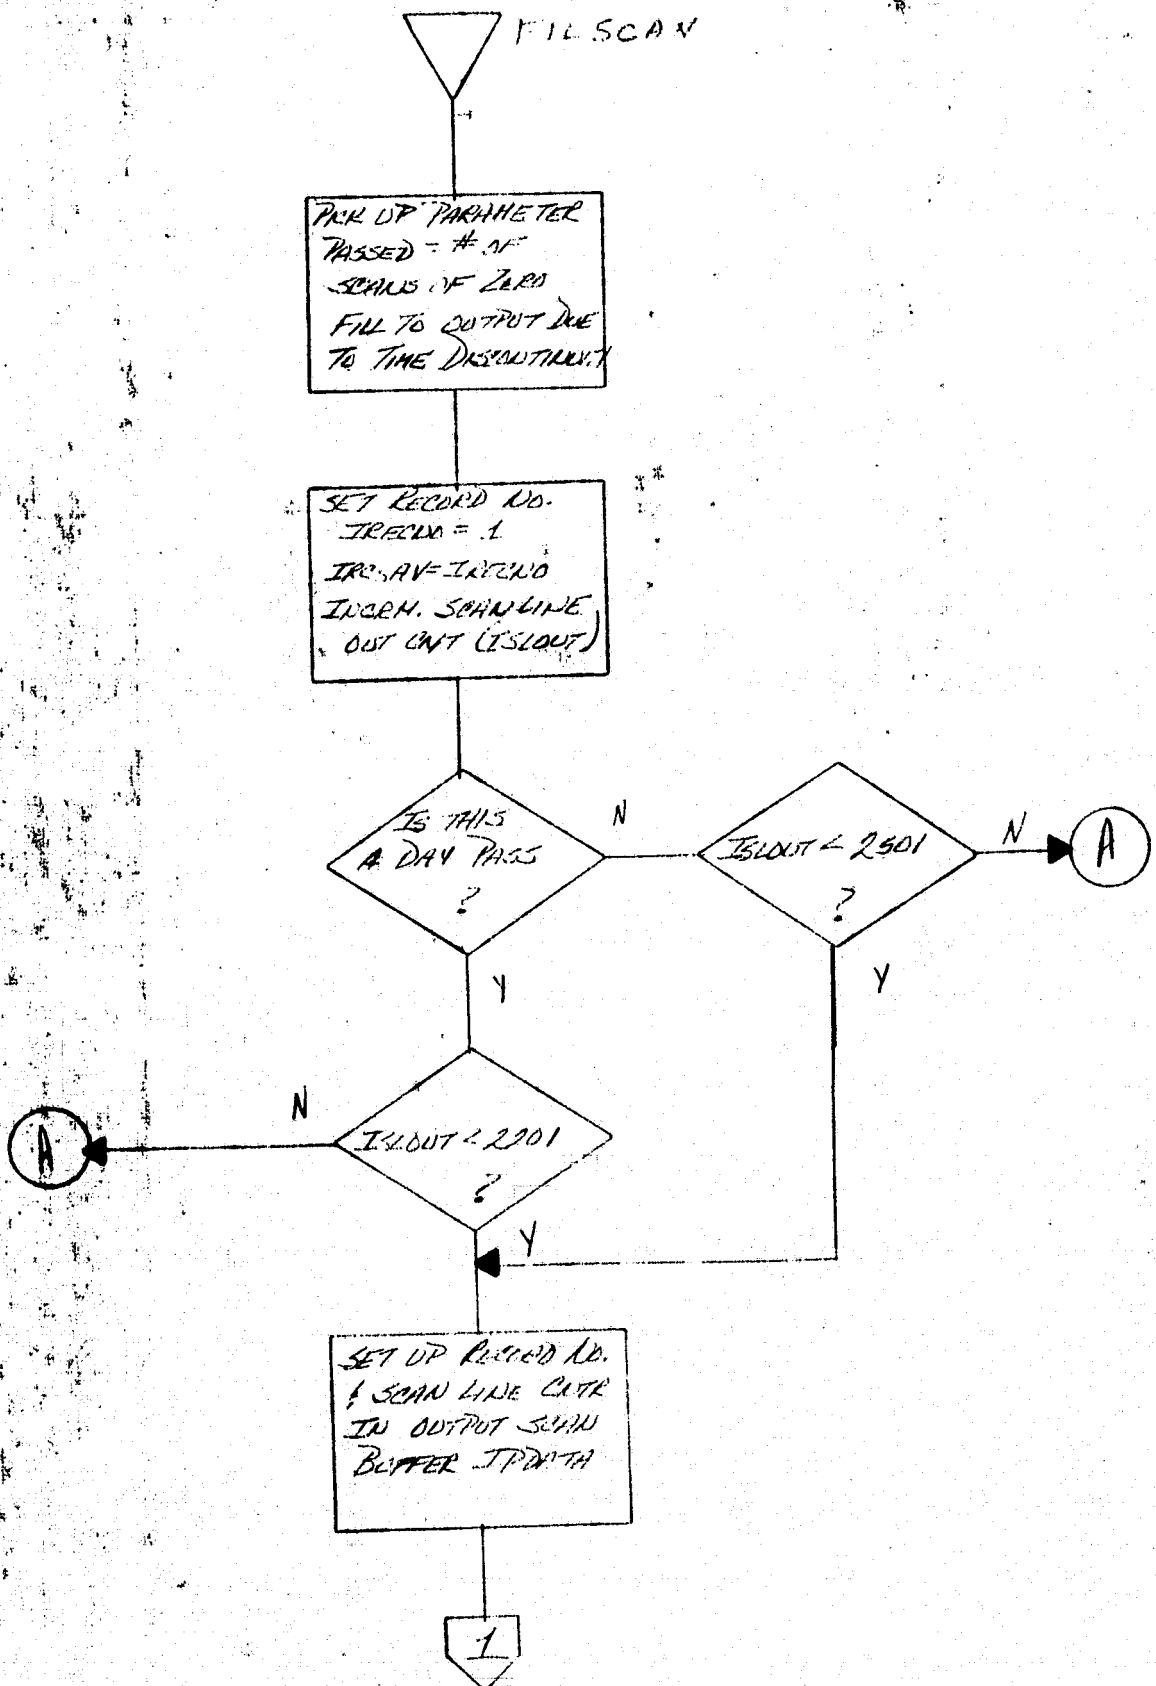 FILSCAN
PICK UP PARAMETER
PASSED = # OF
SCANS OF ZERO
FILL TO OUTPUT DUE
TO TIME DISCONTINUITY
SET RECORD NO.
IRECNO = 1
IRCSAV=IRECNO
INCRM. SCAN LINE
OUT CNT (ISLOUT)
IS THIS
A DAY PASS
?
N
ISLOUT < 2501
?
N
A
Y
Y
N
A
ISLOUT < 2201
?
Y
SET UP RECORD NO.
& SCAN LINE CNTR
IN OUTPUT SCAN
BUFFER IPDATA
1